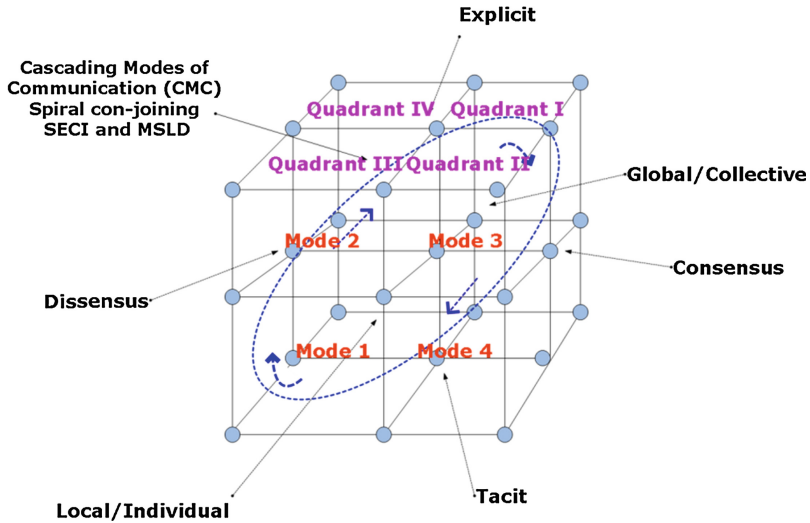 Explicit
Cascading Modes of
Communication (CMC)
Spiral con-joining
SECI and MSLD
Quadrant IV
Quadrant I
Quadrant III
Quadrant II
Global/Collective
Mode 2
Mode 3
Consensus
Dissensus
Mode 1
Mode 4
Local/Individual
Tacit